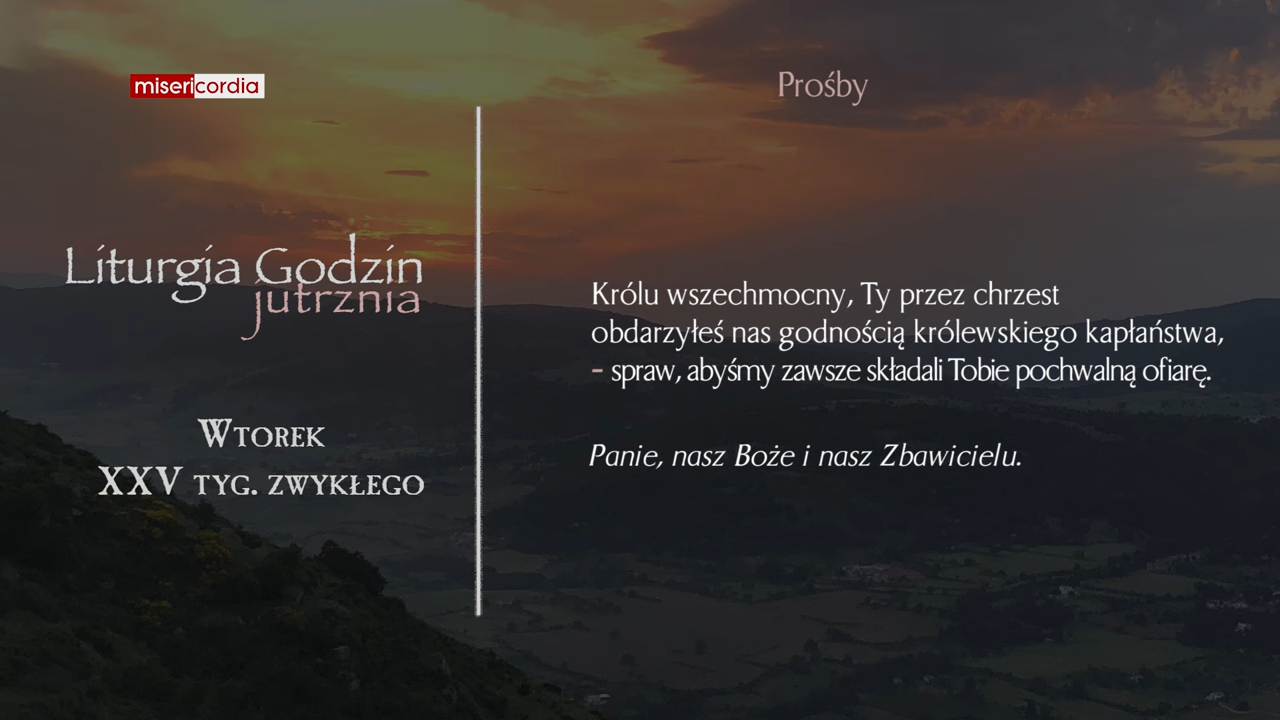 misericordia
Liturgia Godzin
jutrznia
Wtorek
XXV tyg. zwykłego
Prośby
Królu wszechmocny, Ty przez chrzest
obdarzyłeś nas godnością królewskiego kapłaństwa,
- spraw, abyśmy zawsze składali Tobie pochwalną ofiarę.
Panie, nasz Boże i nasz Zbawicielu.